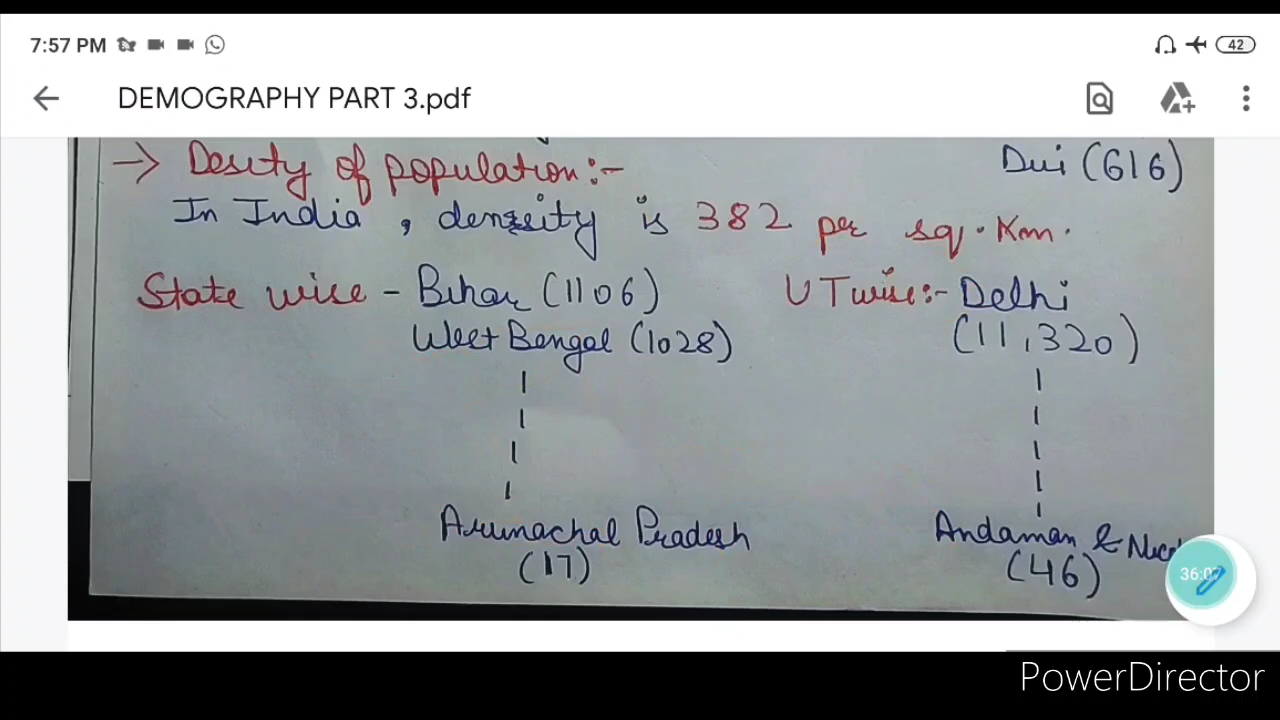 7:57 PM
42
DEMOGRAPHY PART 3.pdf
Dui (616)
→ Desity of population:-
In India, density is 382 per sq. Km.
State wise - Bihar (1106)
UT wise:- Delhi
(11,320)
West Bengal (1028)
Arunachal Pradesh
(17)
Andaman &
(46)
36:07
PowerDirector